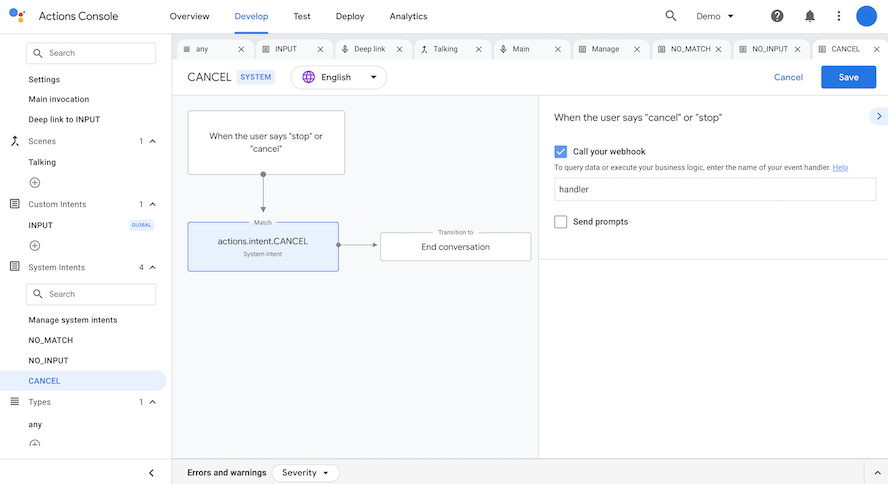 Actions Console
Overview
Develop
Test
Deploy
Analytics
Demo
Search
Settings
Main invocation
Deep link to INPUT
Scenes 1
Talking
Custom Intents 1
INPUT GLOBAL
System Intents 4
Search
Manage system intents
NO_MATCH
NO_INPUT
CANCEL
Types 1
any
any
INPUT
Deep link
Talking
Main
Manage
NO_MATCH
NO_INPUT
CANCEL
CANCEL SYSTEM English
Cancel
Save
When the user says "stop" or
"cancel"
Match
actions.intent.CANCEL
System intent
Transition to
End conversation
When the user says "cancel" or "stop"
Call your webhook
To query data or execute your business logic, enter the name of your event handler. Help
handler
Send prompts
Errors and warnings
Severity